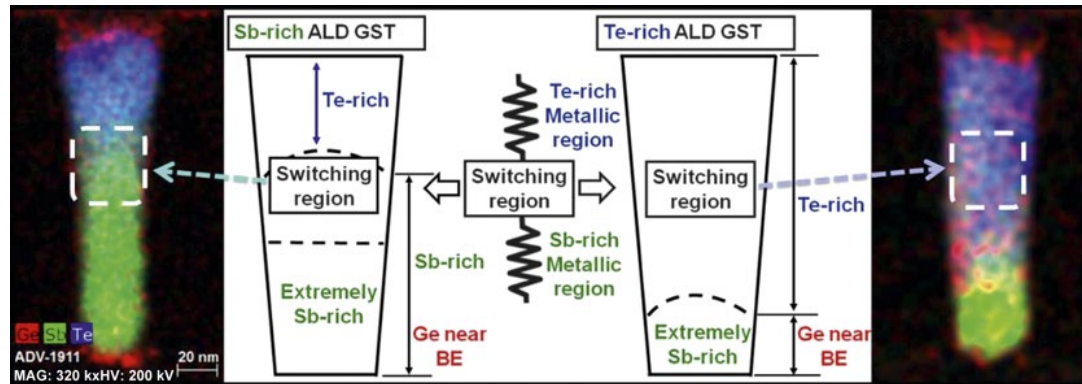 Sb-rich ALD GST
Te-rich
Switching
region
Extremely
Sb-rich
Sb-rich
Ge near
BE
Te-rich
Metallic
region
Switching
region
Sb-rich
Metallic
region
Te-rich ALD GST
Switching
region
Te-rich
Extremely
Sb-rich
Ge near
BE
Ge Sb Te
ADV-1911
20 nm
MAG: 320 kxHV: 200 kV